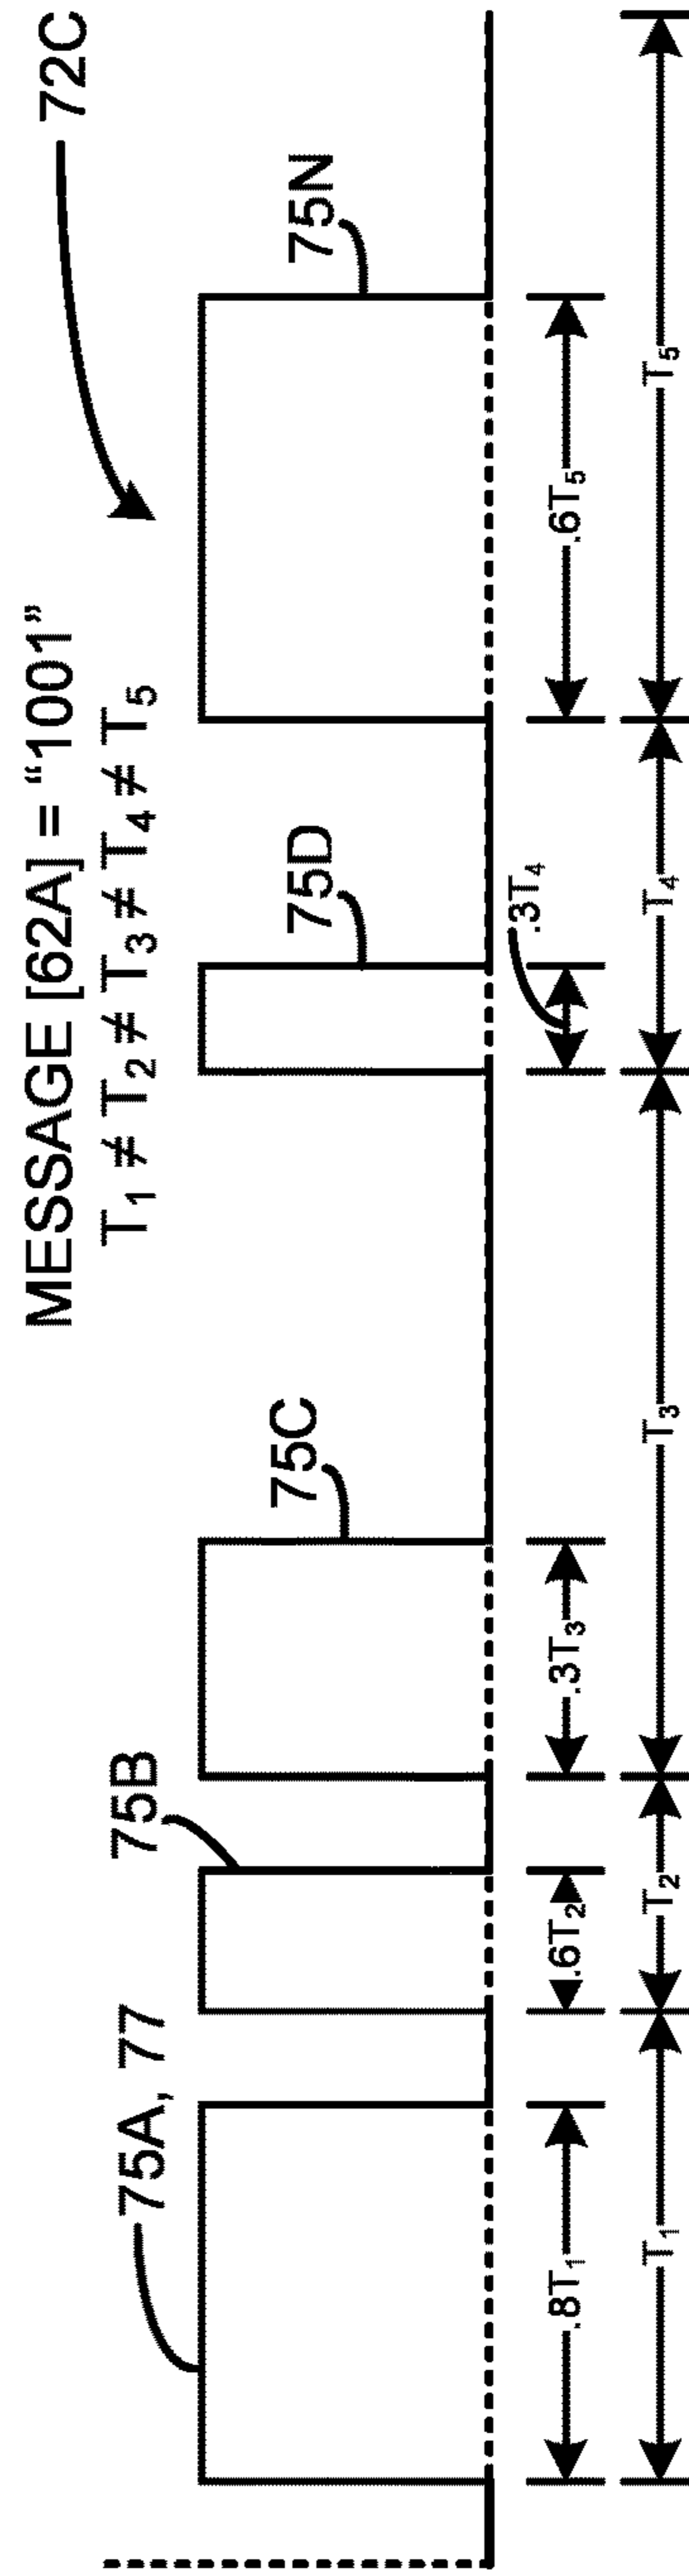 MESSAGE [62A] = “1001”
T₁ ≠ T₂ ≠ T₃ ≠ T₄ ≠ T₅
72C
75A, 77
75B
75C
75D
75N
.8T₁
.6T₂
.3T₃
.3T₄
.6T₅
T₁
T₂
T₃
T₄
T₅